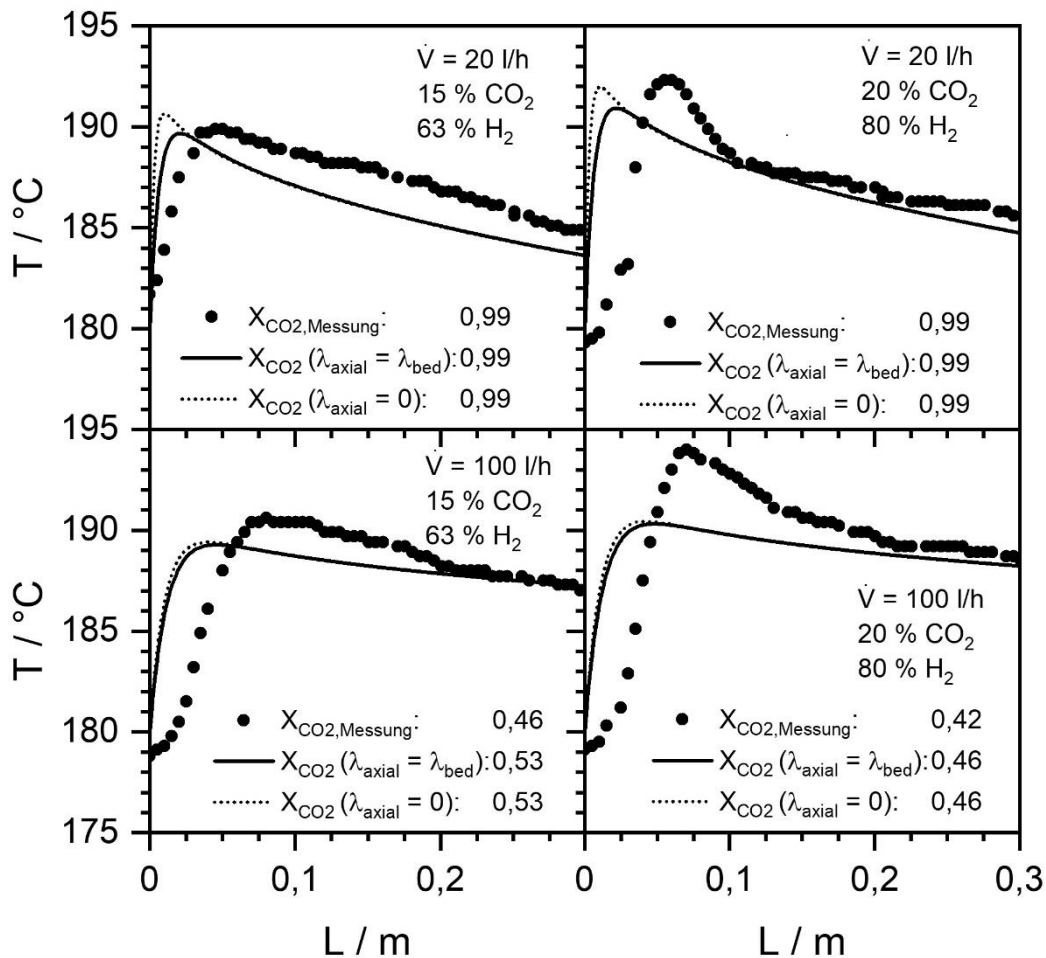 195
190
185
180
T / °C
V̇ = 20 l/h
15 % CO₂
63 % H₂
X_CO2,Messung: 0,99
X_CO2 (λ_axial = λ_bed): 0,99
X_CO2 (λ_axial = 0): 0,99
V̇ = 20 l/h
20 % CO₂
80 % H₂
X_CO2,Messung: 0,99
X_CO2 (λ_axial = λ_bed): 0,99
X_CO2 (λ_axial = 0): 0,99
195
190
185
180
175
T / °C
V̇ = 100 l/h
15 % CO₂
63 % H₂
X_CO2,Messung: 0,46
X_CO2 (λ_axial = λ_bed): 0,53
X_CO2 (λ_axial = 0): 0,53
V̇ = 100 l/h
20 % CO₂
80 % H₂
X_CO2,Messung: 0,42
X_CO2 (λ_axial = λ_bed): 0,46
X_CO2 (λ_axial = 0): 0,46
0 0,1 0,2 0 0,1 0,2 0,3
L / m L / m